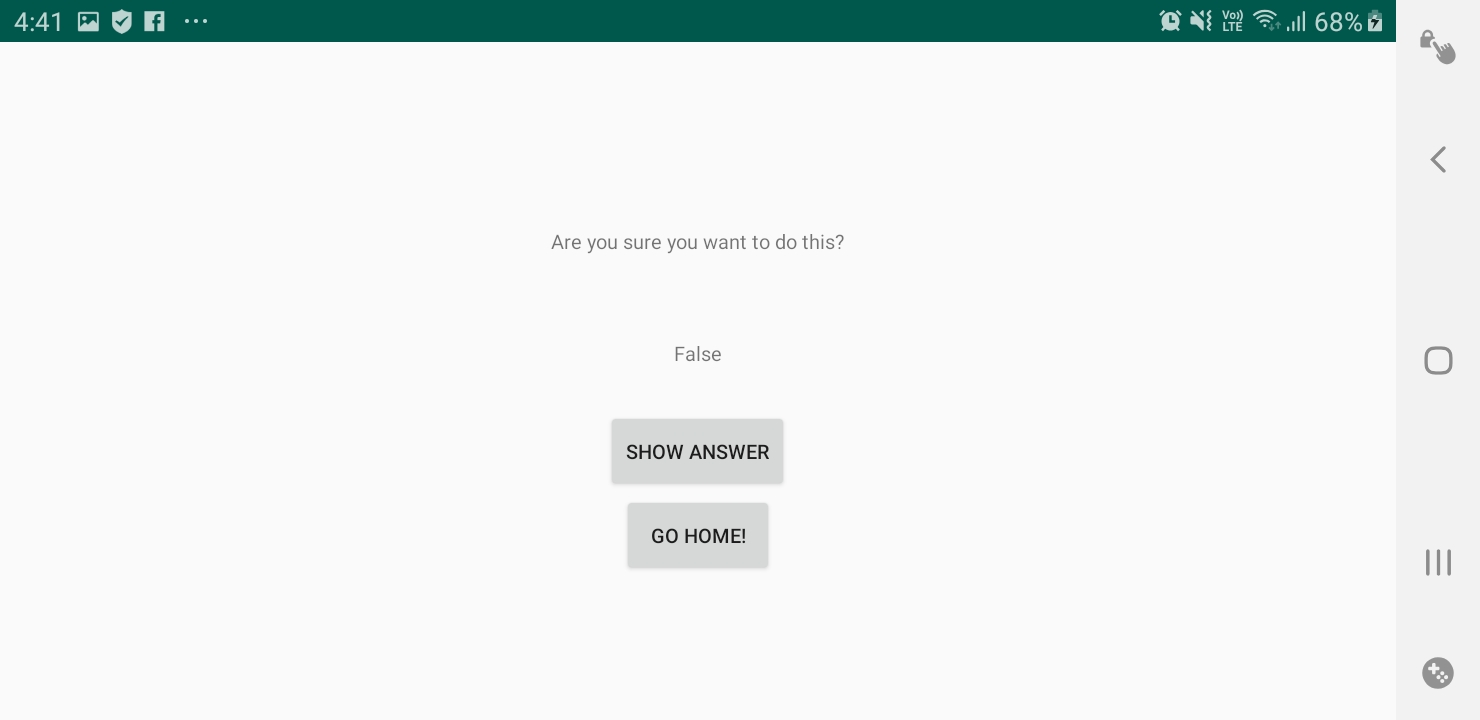 4:41
Vo)) LTE 68%
Are you sure you want to do this?
False
SHOW ANSWER
GO HOME!